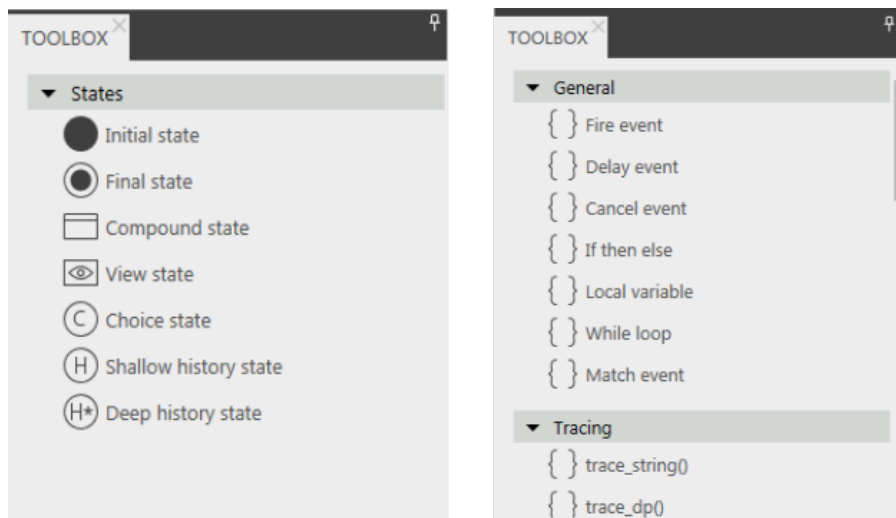 TOOLBOX
States
Initial state
Final state
Compound state
View state
C Choice state
H Shallow history state
H* Deep history state
TOOLBOX
General
{ } Fire event
{ } Delay event
{ } Cancel event
{ } If then else
{ } Local variable
{ } While loop
{ } Match event
Tracing
{ } trace_string()
{ } trace_dp()